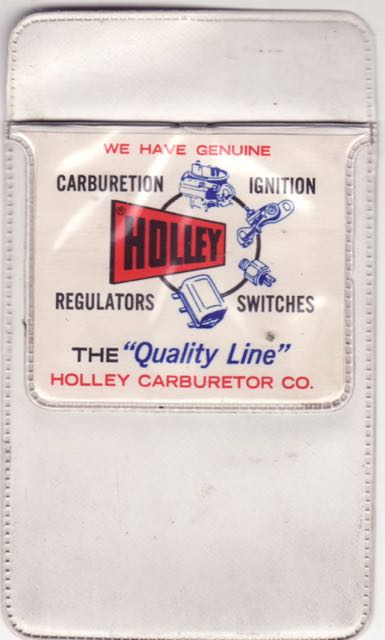 WE HAVE GENUINE
CARBURETION IGNITION
® HOLLEY
REGULATORS SWITCHES
THE "Quality Line"
HOLLEY CARBURETOR CO.